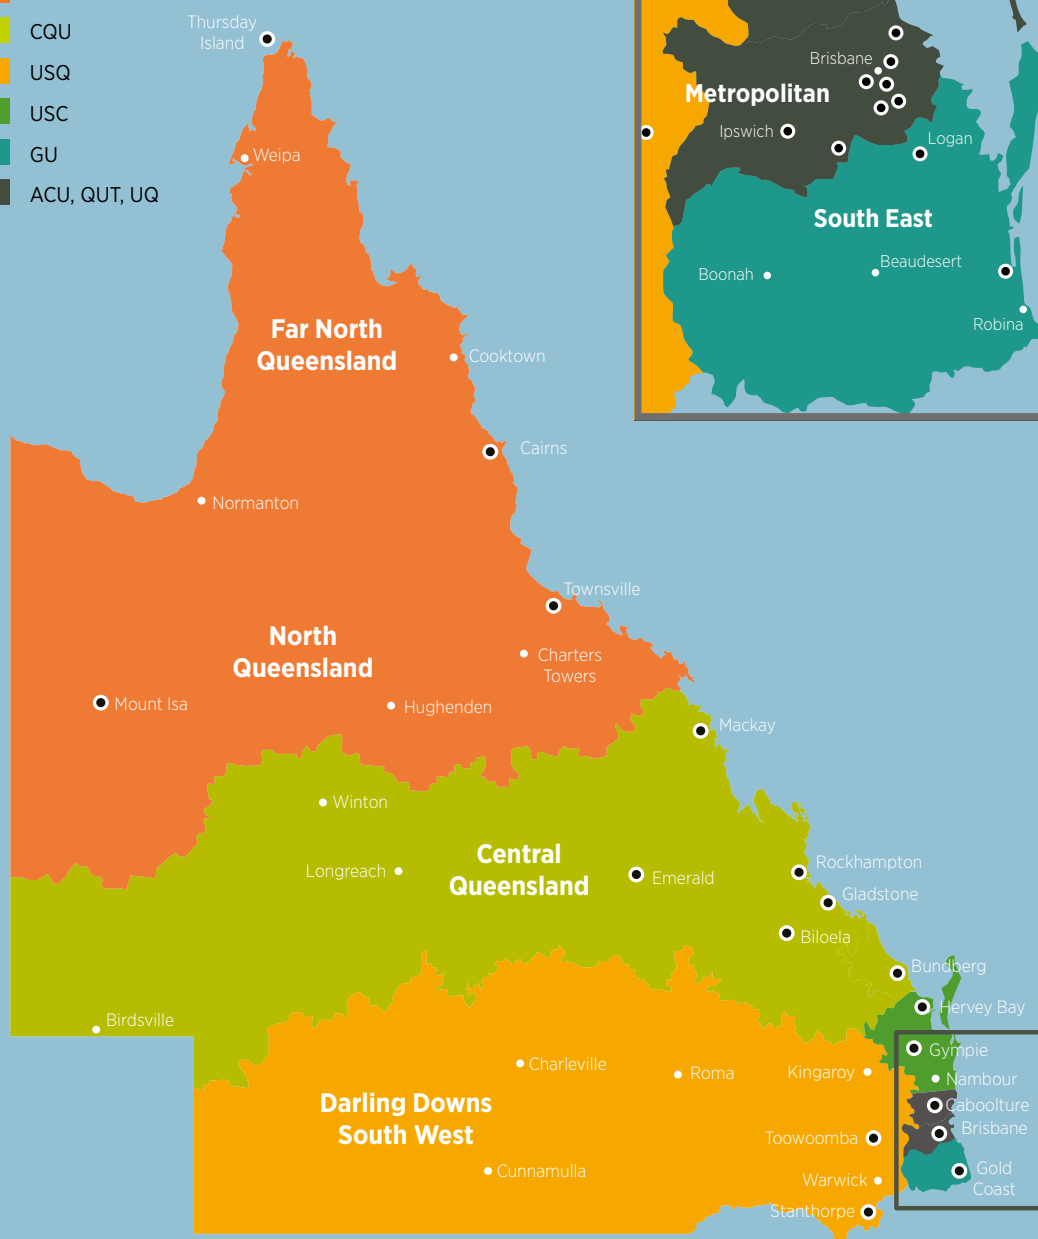 CQU
USQ
USC
GU
ACU, QUT, UQ
Thursday
Island
Weipa
Far North
Queensland
Cooktown
Cairns
Normanton
Townsville
North
Queensland
Charters
Towers
Mount Isa
Hughenden
Mackay
Winton
Central
Queensland
Longreach
Emerald
Rockhampton
Gladstone
Biloela
Bundberg
Hervey Bay
Birdsville
Gympie
Charleville
Roma
Kingaroy
Nambour
Darling Downs
South West
Caboolture
Brisbane
Toowoomba
Cunnamulla
Gold
Coast
Warwick
Stanthorpe
Brisbane
Metropolitan
Ipswich
Logan
South East
Boonah
Beaudesert
Robina